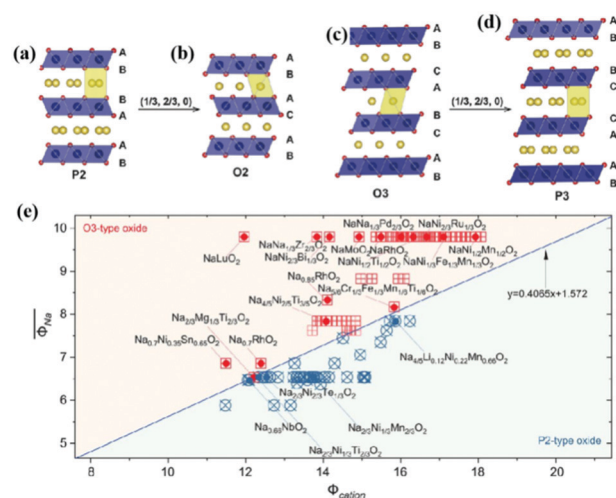 (a)
A
B
B
A
A
B
P2
(1/3, 2/3, 0)
(b)
A
B
A
C
A
B
O2
(c)
A
B
C
A
B
C
A
B
O3
(1/3, 2/3, 0)
(d)
A
B
B
C
C
A
A
B
P3
(e)
O3-type oxide
NaLuO₂
NaNa₁/₃Zr₂/₃O₂
NaNi₂/₃Bi₁/₃O₂
NaNa₁/₃Pd₂/₃O₂
NaNi₂/₃Ru₁/₃O₂
NaMoO₂
NaRhO₂
NaNi₁/₂Mn₁/₂O₂
NaNi₁/₂Ti₁/₂O₂
NaNi₁/₃Fe₁/₃Mn₁/₃O₂
Na₅/₆Cr₁/₂Fe₁/₃Mn₁/₃Ti₁/₆O₂
Na₄/₅Ni₂/₅Ti₃/₅O₂
Na₂/₃Mg₁/₃Ti₂/₃O₂
Na₀.₇Ni₀.₃₅Sn₀.₆₅O₂
Na₀.₇RhO₂
y=0.4065x+1.572
Na₄/₅Li₀.₁₂Ni₀.₂₂Mn₀.₆₆O₂
Na₂/₃Ni₂/₃Te₁/₃O₂
Na₂/₃Ni₁/₃Mn₂/₃O₂
Na₂/₃Ni₁/₃Ti₂/₃O₂
P2-type oxide
10
9
8
7
6
5
Φ̅Na
8
10
12
14
16
18
20
Φcation